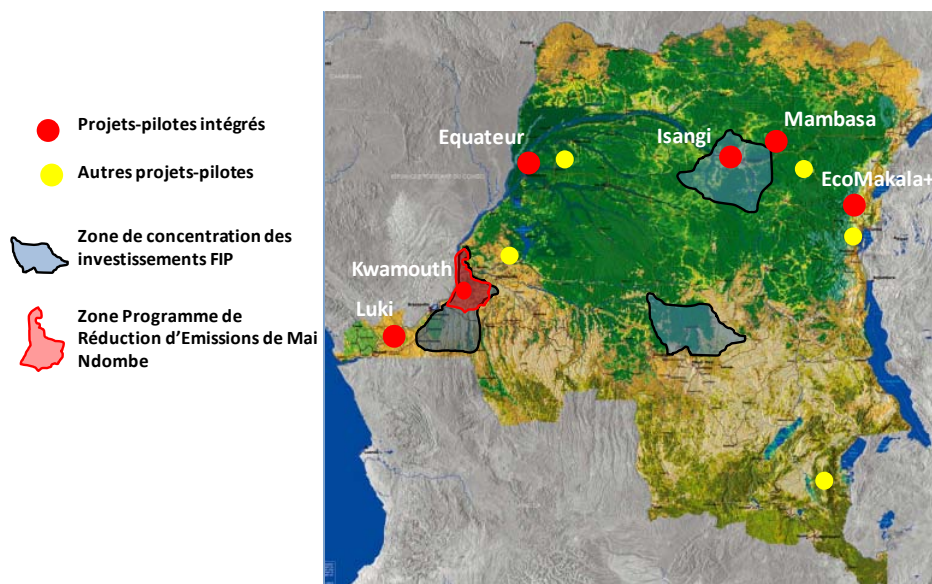 Projets-pilotes intégrés
Autres projets-pilotes
Zone de concentration des
investissements FIP
Zone Programme de
Réduction d'Emissions de Mai
Ndombe
Equateur
Isangi
Mambasa
EcoMakala+
Kwamouth
Luki